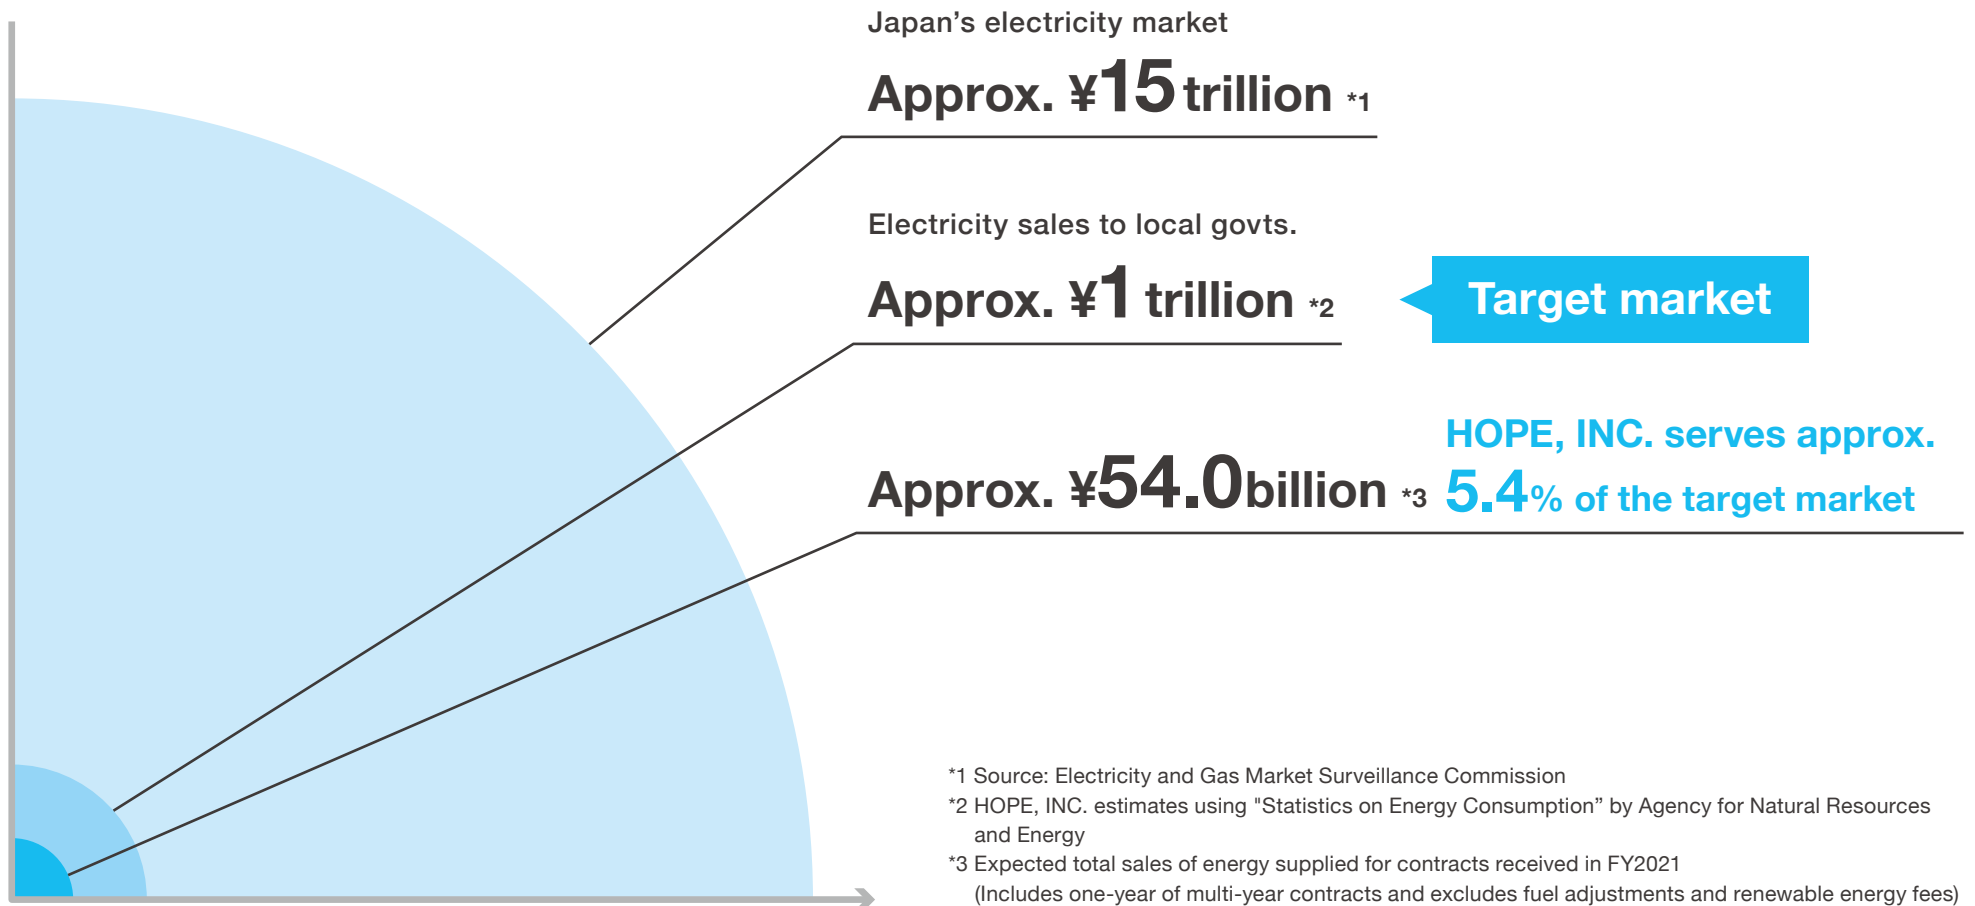 Japan’s electricity market
Approx. ¥15 trillion *1
Electricity sales to local govts.
Approx. ¥1 trillion *2
Target market
Approx. ¥54.0billion *3
HOPE, INC. serves approx.
5.4% of the target market
*1 Source: Electricity and Gas Market Surveillance Commission
*2 HOPE, INC. estimates using "Statistics on Energy Consumption” by Agency for Natural Resources
and Energy
*3 Expected total sales of energy supplied for contracts received in FY2021
(Includes one-year of multi-year contracts and excludes fuel adjustments and renewable energy fees)